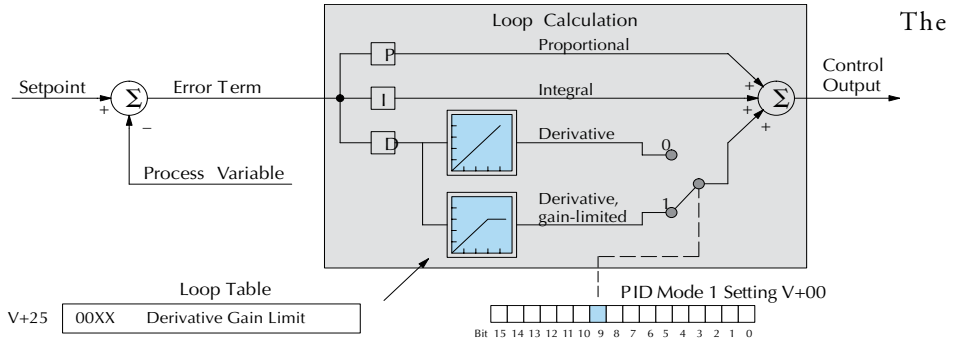 Loop Calculation
The
Proportional
P
Control
Output
+
Setpoint
Σ
Error Term
I
Integral
Σ
+
+
+
−
D
Derivative
0
Process Variable
Derivative,
gain-limited
1
Loop Table
PID Mode 1 Setting V+00
V+25 00XX Derivative Gain Limit
Bit 15 14 13 12 11 10 9 8 7 6 5 4 3 2 1 0